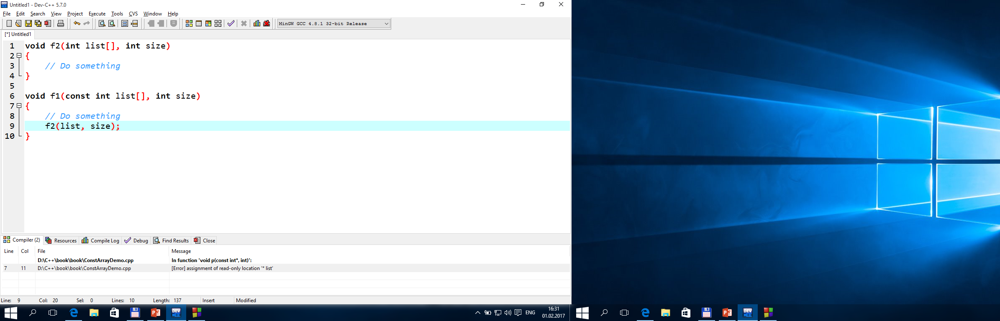 Untitled1 - Dev-C++ 5.7.0
File Edit Search View Project Execute Tools CVS Window Help
MinGW GCC 4.8.1 32-bit Release
[*] Untitled1
1 void f2(int list[], int size)
2 {
3 // Do something
4 }
5
6 void f1(const int list[], int size)
7 {
8 // Do something
9 f2(list, size);
10 }
Compiler (2) Resources Compile Log Debug Find Results Close
Line Col File Message
D:\C++\book\book\ConstArrayDemo.cpp In function 'void p(const int*, int)':
7 11 D:\C++\book\book\ConstArrayDemo.cpp [Error] assignment of read-only location '* list'
Line: 9 Col: 20 Sel: 0 Lines: 10 Length: 137 Insert Modified
DEV C++ ENG 16:31
01.02.2017
DEV C++